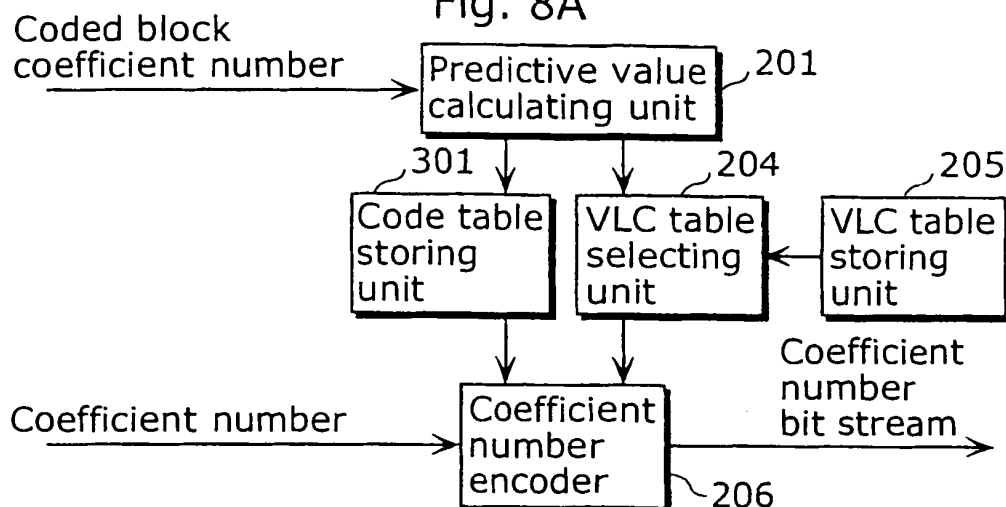 Fig. 8A
Coded block
coefficient number
Predictive value
calculating unit
201
301
204
205
Code table
storing
unit
VLC table
selecting
unit
VLC table
storing
unit
Coefficient
number
bit stream
Coefficient number
Coefficient
number
encoder
206